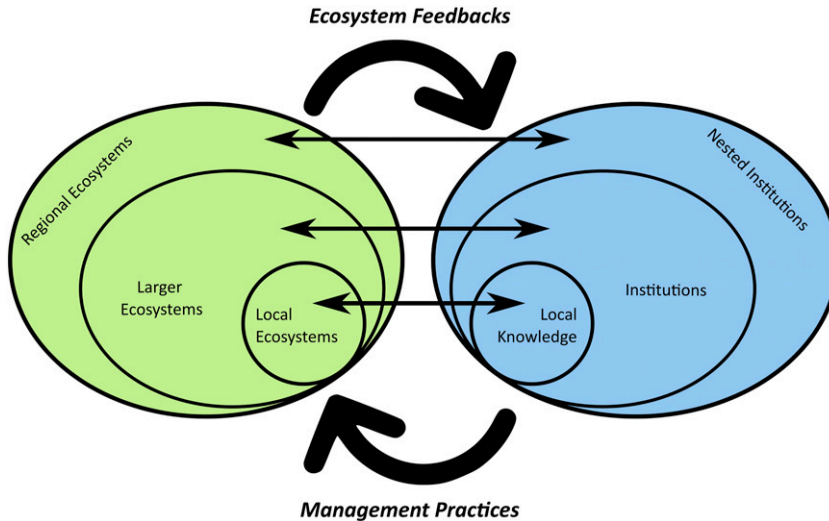 Ecosystem Feedbacks
Regional Ecosystems
Nested Institutions
Larger
Ecosystems
Local
Ecosystems
Local
Knowledge
Institutions
Management Practices